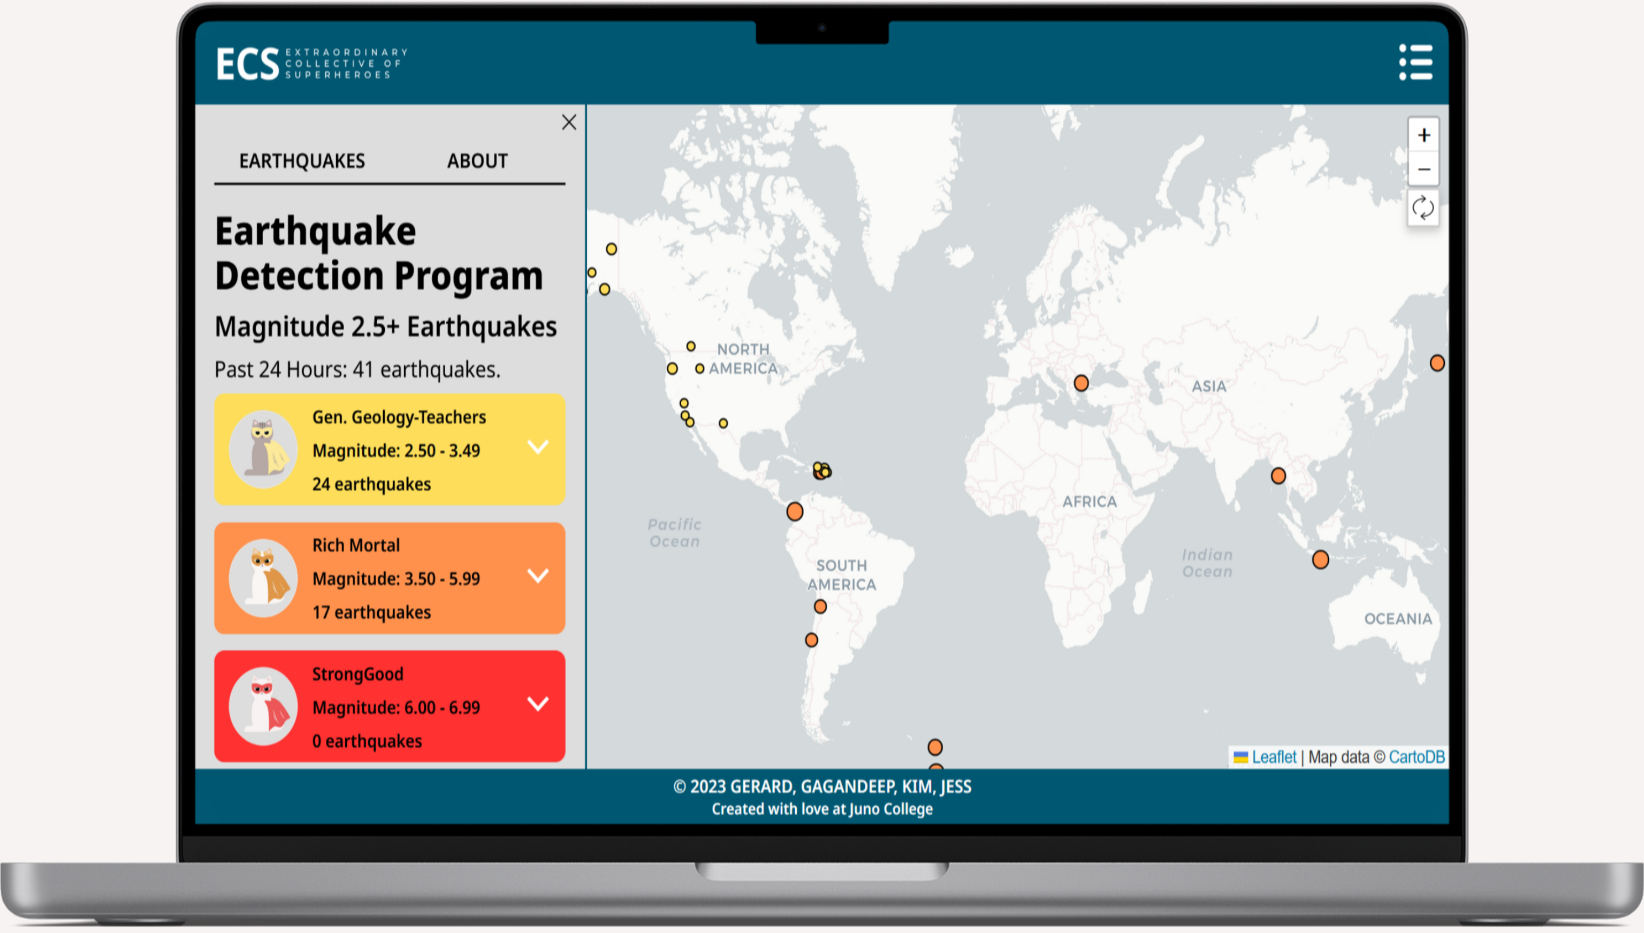 ECS
EXTRAORDINARY
COLLECTIVE OF
SUPERHEROES
EARTHQUAKES ABOUT
Earthquake
Detection Program
Magnitude 2.5+ Earthquakes
Past 24 Hours: 41 earthquakes.
Gen. Geology-Teachers
Magnitude: 2.50 - 3.49
24 earthquakes
Rich Mortal
Magnitude: 3.50 - 5.99
17 earthquakes
StrongGood
Magnitude: 6.00 - 6.99
0 earthquakes
+
−
NORTH
AMERICA
ASIA
AFRICA
Pacific
Ocean
Indian
Ocean
SOUTH
AMERICA
OCEANIA
Leaflet | Map data © CartoDB
© 2023 GERARD, GAGANDEEP, KIM, JESS
Created with love at Juno College